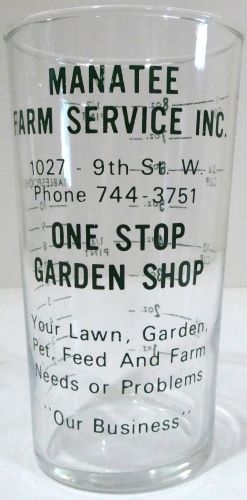 MANATEE
FARM SERVICE INC.
1027 - 9th St. W.
Phone 744-3751
ONE STOP
GARDEN SHOP
Your Lawn, Garden,
Pet, Feed And Farm
Needs or Problems
"Our Business"